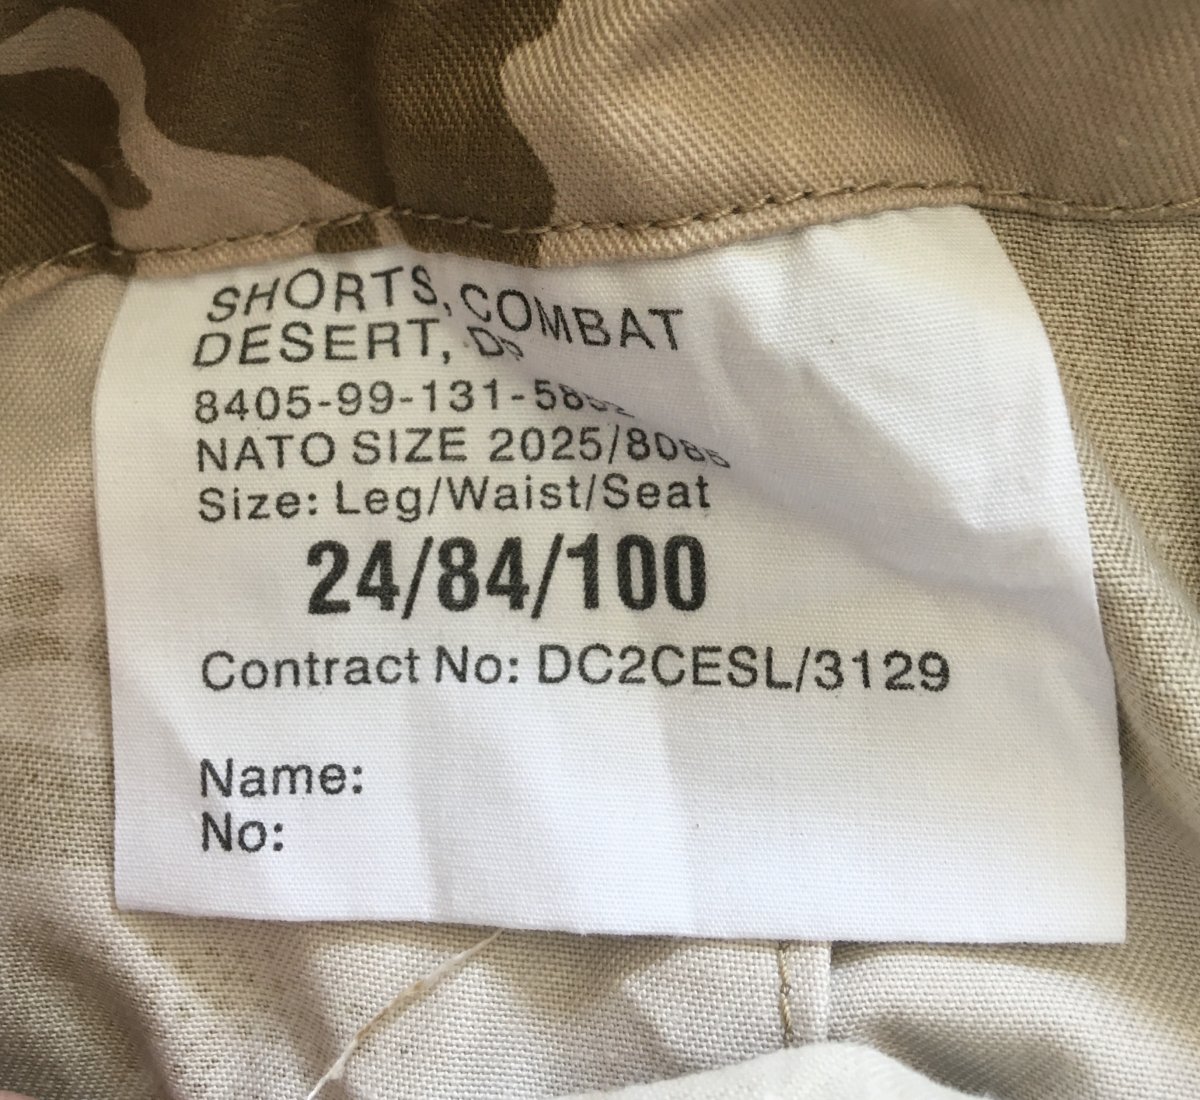 SHORTS, COMBAT
DESERT,
NATO SIZE 2025/8085
Size: Leg/Waist/Seat
24/84/100
Contract No: DC2CESL/3129
Name:
No: